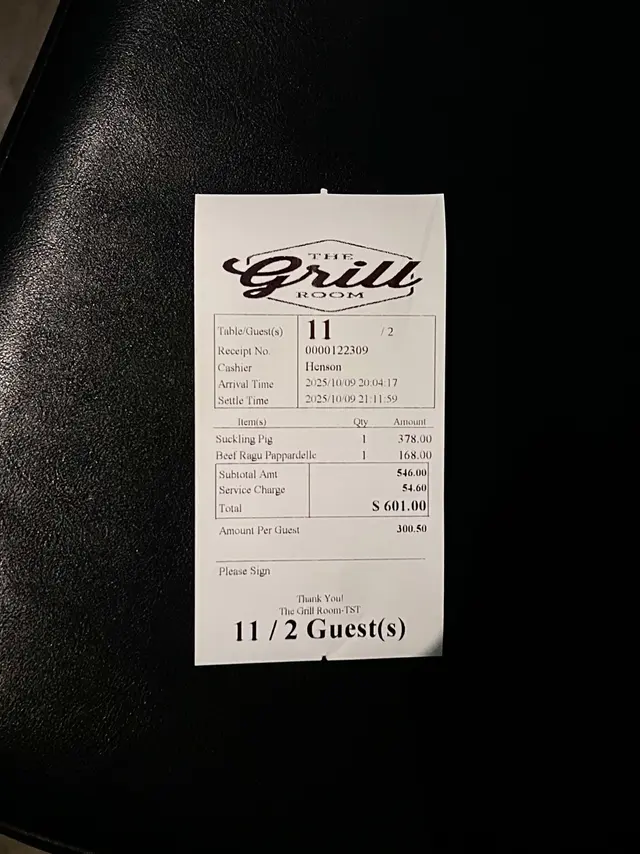 THE
Grill
ROOM
Table/Guest(s) 11 / 2
Receipt No. 0000122309
Cashier Henson
Arrival Time 2025/10/09 20:04:17
Settle Time 2025/10/09 21:11:59
Item(s) Qty Amount
Suckling Pig 1 378.00
Beef Ragu Pappardelle 1 168.00
Subtotal Amt 546.00
Service Charge 54.60
Total $ 601.00
Amount Per Guest 300.50
Please Sign
Thank You!
The Grill Room-TST
11 / 2 Guest(s)